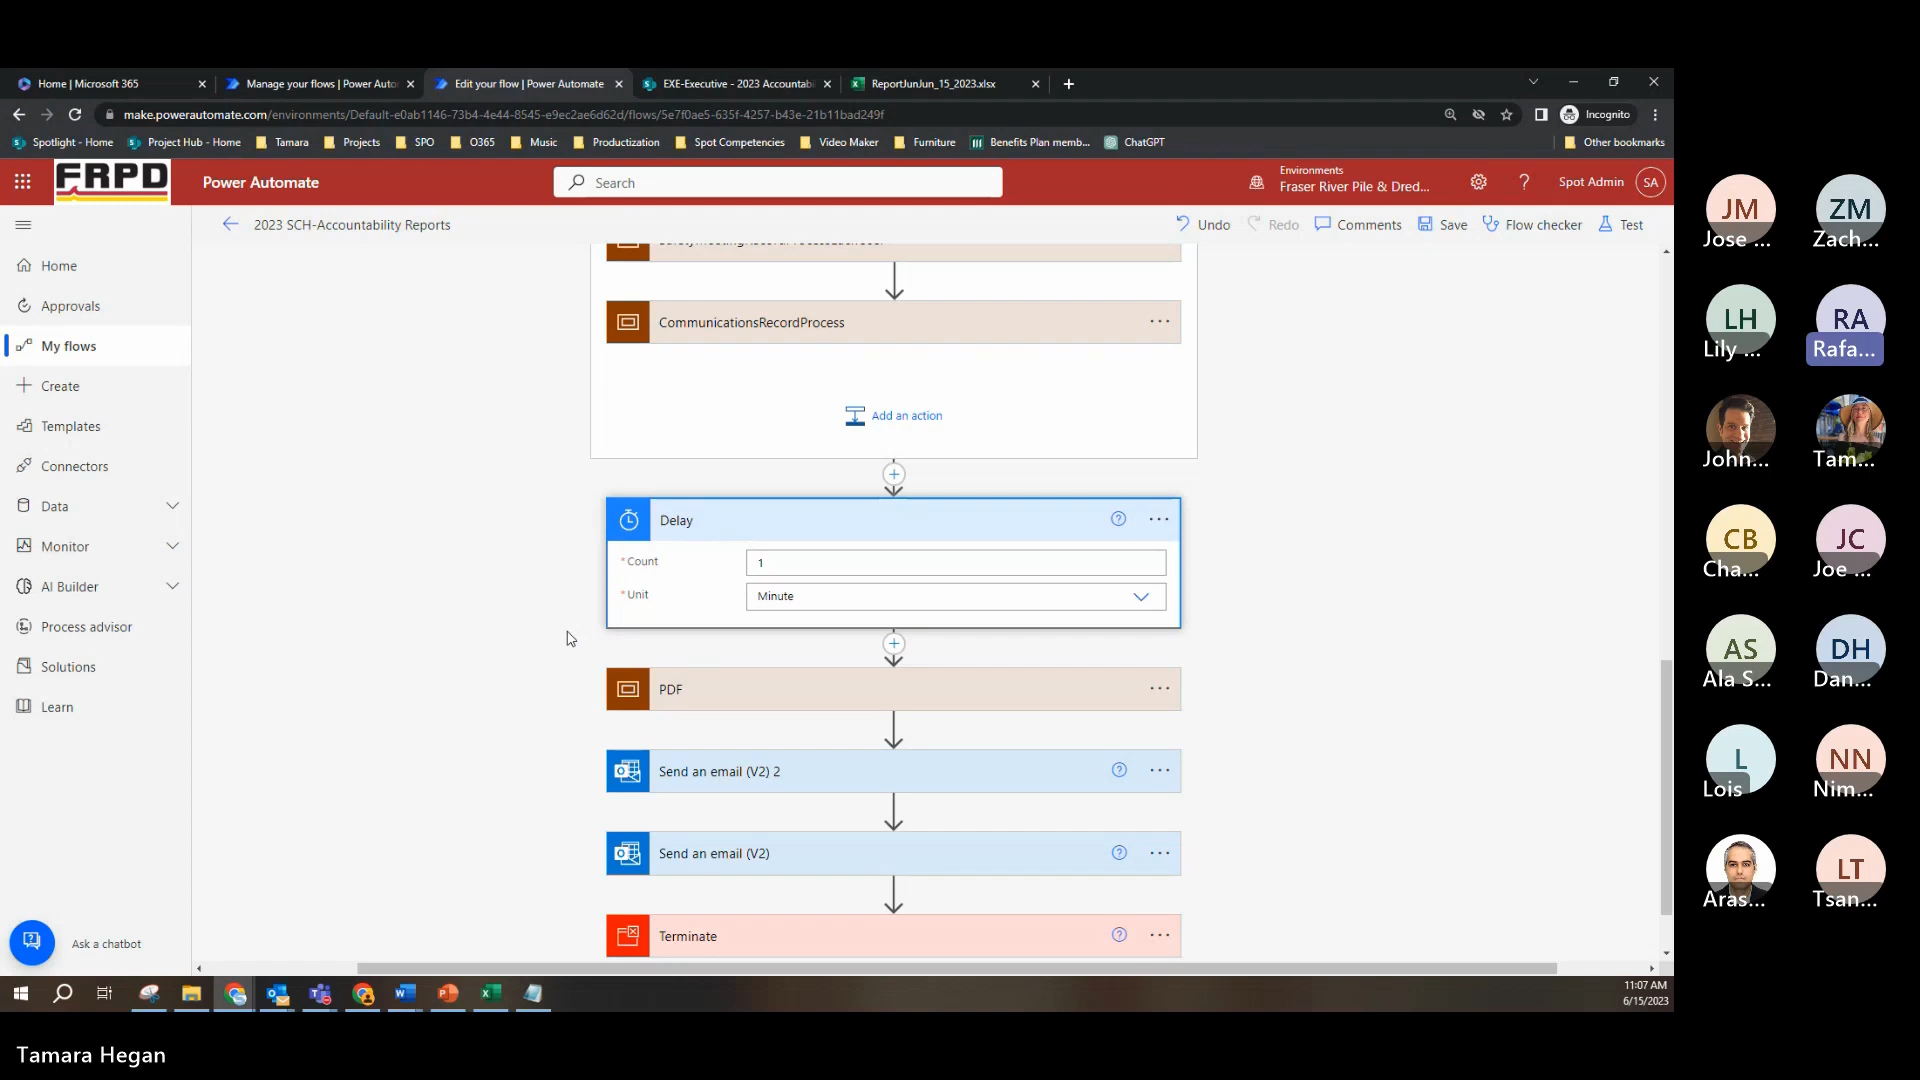 Home | Microsoft 365
Manage your flows | Power Auto
Edit your flow | Power Automate
EXE-Executive - 2023 Accountabi
ReportJunJun_15_2023.xlsx
make.powerautomate.com/environments/Default-e0ab1146-73b4-4e44-8545-e9ec2ae6d62d/flows/5e7f0ae5-635f-4257-b43e-21b11bad249f
Incognito
Spotlight - Home
Project Hub - Home
Tamara
Projects
SPO
O365
Music
Productization
Spot Competencies
Video Maker
Furniture
Benefits Plan memb...
ChatGPT
Other bookmarks
FRPD
Power Automate
Search
Environments
Fraser River Pile & Dred...
Spot Admin
SA
2023 SCH-Accountability Reports
Undo
Redo
Comments
Save
Flow checker
Test
Home
Approvals
My flows
Create
Templates
Connectors
Data
Monitor
AI Builder
Process advisor
Solutions
Learn
Ask a chatbot
CommunicationsRecordProcess
Add an action
Delay
* Count
1
* Unit
Minute
PDF
Send an email (V2) 2
Send an email (V2)
Terminate
11:07 AM
6/15/2023
JM
Jose ...
ZM
Zach...
LH
Lily ...
RA
Rafa...
John...
Tam...
CB
Cha...
JC
Joe ...
AS
Ala S...
DH
Dan...
L
Lois
NN
Nim...
Aras...
LT
Tsan...
Tamara Hegan